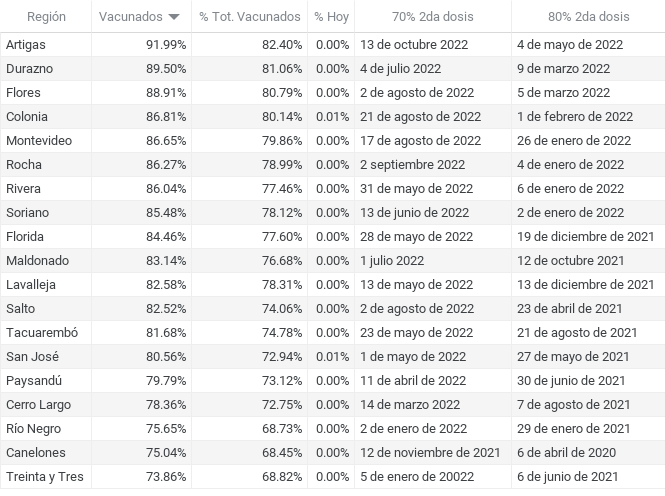 Región Vacunados % Tot. Vacunados % Hoy 70% 2da dosis 80% 2da dosis
Artigas 91.99% 82.40% 0.00% 13 de octubre 2022 4 de mayo de 2022
Durazno 89.50% 81.06% 0.00% 4 de julio 2022 9 de marzo 2022
Flores 88.91% 80.79% 0.00% 2 de agosto de 2022 5 de marzo 2022
Colonia 86.81% 80.14% 0.01% 21 de agosto de 2022 1 de febrero de 2022
Montevideo 86.65% 79.86% 0.00% 17 de agosto de 2022 26 de enero de 2022
Rocha 86.27% 78.99% 0.00% 2 septiembre 2022 4 de enero de 2022
Rivera 86.04% 77.46% 0.00% 31 de mayo de 2022 6 de enero de 2022
Soriano 85.48% 78.12% 0.00% 13 de junio de 2022 2 de enero de 2022
Florida 84.46% 77.60% 0.00% 28 de mayo de 2022 19 de diciembre de 2021
Maldonado 83.14% 76.68% 0.00% 1 julio 2022 12 de octubre 2021
Lavalleja 82.58% 78.31% 0.00% 13 de mayo de 2022 13 de diciembre de 2021
Salto 82.52% 74.06% 0.00% 2 de agosto de 2022 23 de abril de 2021
Tacuarembó 81.68% 74.78% 0.00% 23 de mayo de 2022 21 de agosto de 2021
San José 80.56% 72.94% 0.01% 1 de mayo de 2022 27 de mayo de 2021
Paysandú 79.79% 73.12% 0.00% 11 de abril de 2022 30 de junio de 2021
Cerro Largo 78.36% 72.75% 0.00% 14 de marzo 2022 7 de agosto de 2021
Río Negro 75.65% 68.73% 0.00% 2 de enero de 2022 29 de enero de 2021
Canelones 75.04% 68.45% 0.00% 12 de noviembre de 2021 6 de abril de 2020
Treinta y Tres 73.86% 68.82% 0.00% 5 de enero de 20022 6 de junio de 2021